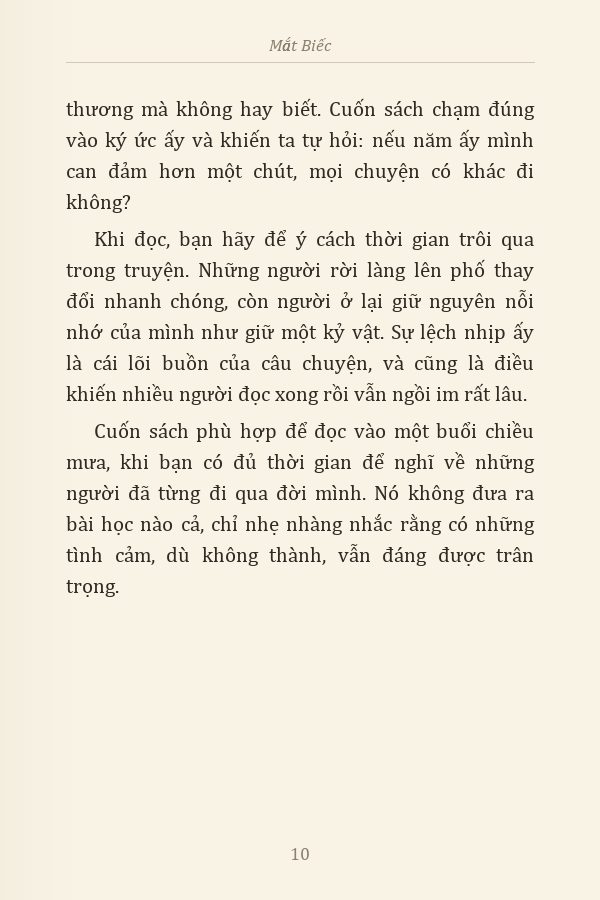 Mắt Biếc
thương mà không hay biết. Cuốn sách chạm đúng
vào ký ức ấy và khiến ta tự hỏi: nếu năm ấy mình
can đảm hơn một chút, mọi chuyện có khác đi
không?
Khi đọc, bạn hãy để ý cách thời gian trôi qua
trong truyện. Những người rời làng lên phố thay
đổi nhanh chóng, còn người ở lại giữ nguyên nỗi
nhớ của mình như giữ một kỷ vật. Sự lệch nhịp ấy
là cái lõi buồn của câu chuyện, và cũng là điều
khiến nhiều người đọc xong rồi vẫn ngồi im rất lâu.
Cuốn sách phù hợp để đọc vào một buổi chiều
mưa, khi bạn có đủ thời gian để nghĩ về những
người đã từng đi qua đời mình. Nó không đưa ra
bài học nào cả, chỉ nhẹ nhàng nhắc rằng có những
tình cảm, dù không thành, vẫn đáng được trân
trọng.
10